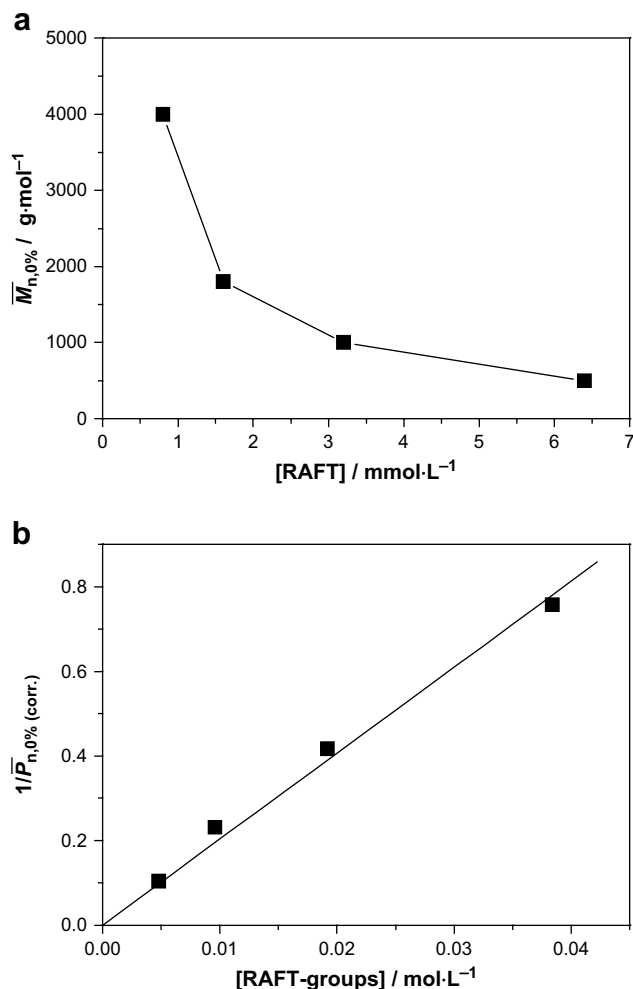 a
5000
4000
3000
2000
1000
0
M̅n,0% / g·mol⁻¹
0 1 2 3 4 5 6 7
[RAFT] / mmol·L⁻¹
b
0.8
0.6
0.4
0.2
0.0
1/P̅n,0% (corr.)
0.00 0.01 0.02 0.03 0.04
[RAFT-groups] / mol·L⁻¹